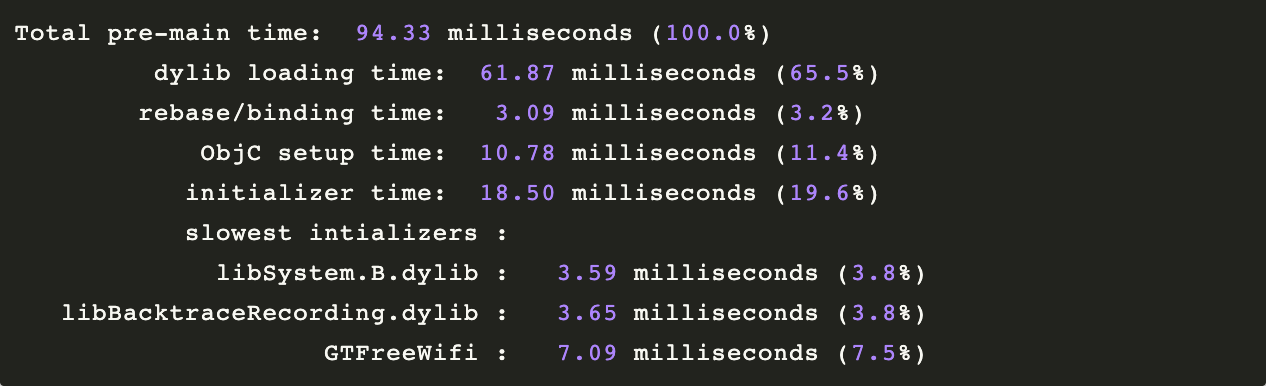 Total pre-main time:  94.33 milliseconds (100.0%)
dylib loading time:  61.87 milliseconds (65.5%)
rebase/binding time:   3.09 milliseconds (3.2%)
ObjC setup time:  10.78 milliseconds (11.4%)
initializer time:  18.50 milliseconds (19.6%)
slowest intializers :
libSystem.B.dylib :   3.59 milliseconds (3.8%)
libBacktraceRecording.dylib :   3.65 milliseconds (3.8%)
GTFreeWifi :   7.09 milliseconds (7.5%)